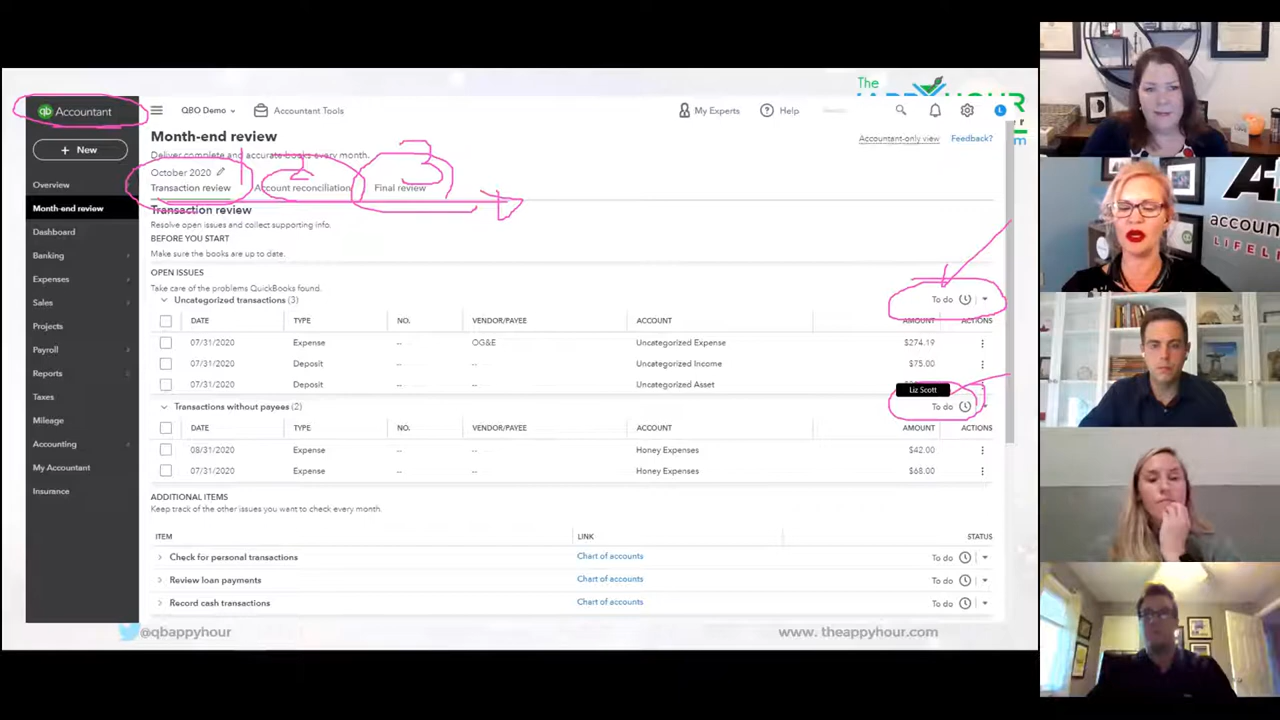 The
APPY HOUR
qb Accountant
QBO Demo
Accountant Tools
My Experts
Help
+ New
Month-end review
Accountant-only view
Feedback?
Deliver complete and accurate books every month.
October 2020
1
2
3
Transaction review
Account reconciliation
Final review
Overview
Month-end review
Dashboard
Banking
Expenses
Sales
Projects
Payroll
Reports
Taxes
Mileage
Accounting
My Accountant
Insurance
Transaction review
Resolve open issues and collect supporting info.
BEFORE YOU START
Make sure the books are up to date.
OPEN ISSUES
Take care of the problems QuickBooks found.
Uncategorized transactions (3) To do
DATE TYPE NO. VENDOR/PAYEE ACCOUNT AMOUNT ACTIONS
07/31/2020 Expense -- OG&E Uncategorized Expense $274.19
07/31/2020 Deposit -- -- Uncategorized Income $75.00
07/31/2020 Deposit -- -- Uncategorized Asset
Liz Scott
Transactions without payees (2) To do
DATE TYPE NO. VENDOR/PAYEE ACCOUNT AMOUNT ACTIONS
08/31/2020 Expense -- -- Honey Expenses $42.00
07/31/2020 Expense -- -- Honey Expenses $68.00
ADDITIONAL ITEMS
Keep track of the other issues you want to check every month.
ITEM LINK STATUS
Check for personal transactions Chart of accounts To do
Review loan payments Chart of accounts To do
Record cash transactions Chart of accounts To do
@qbappyhour
www. theappyhour.com
accoun
LIFELI